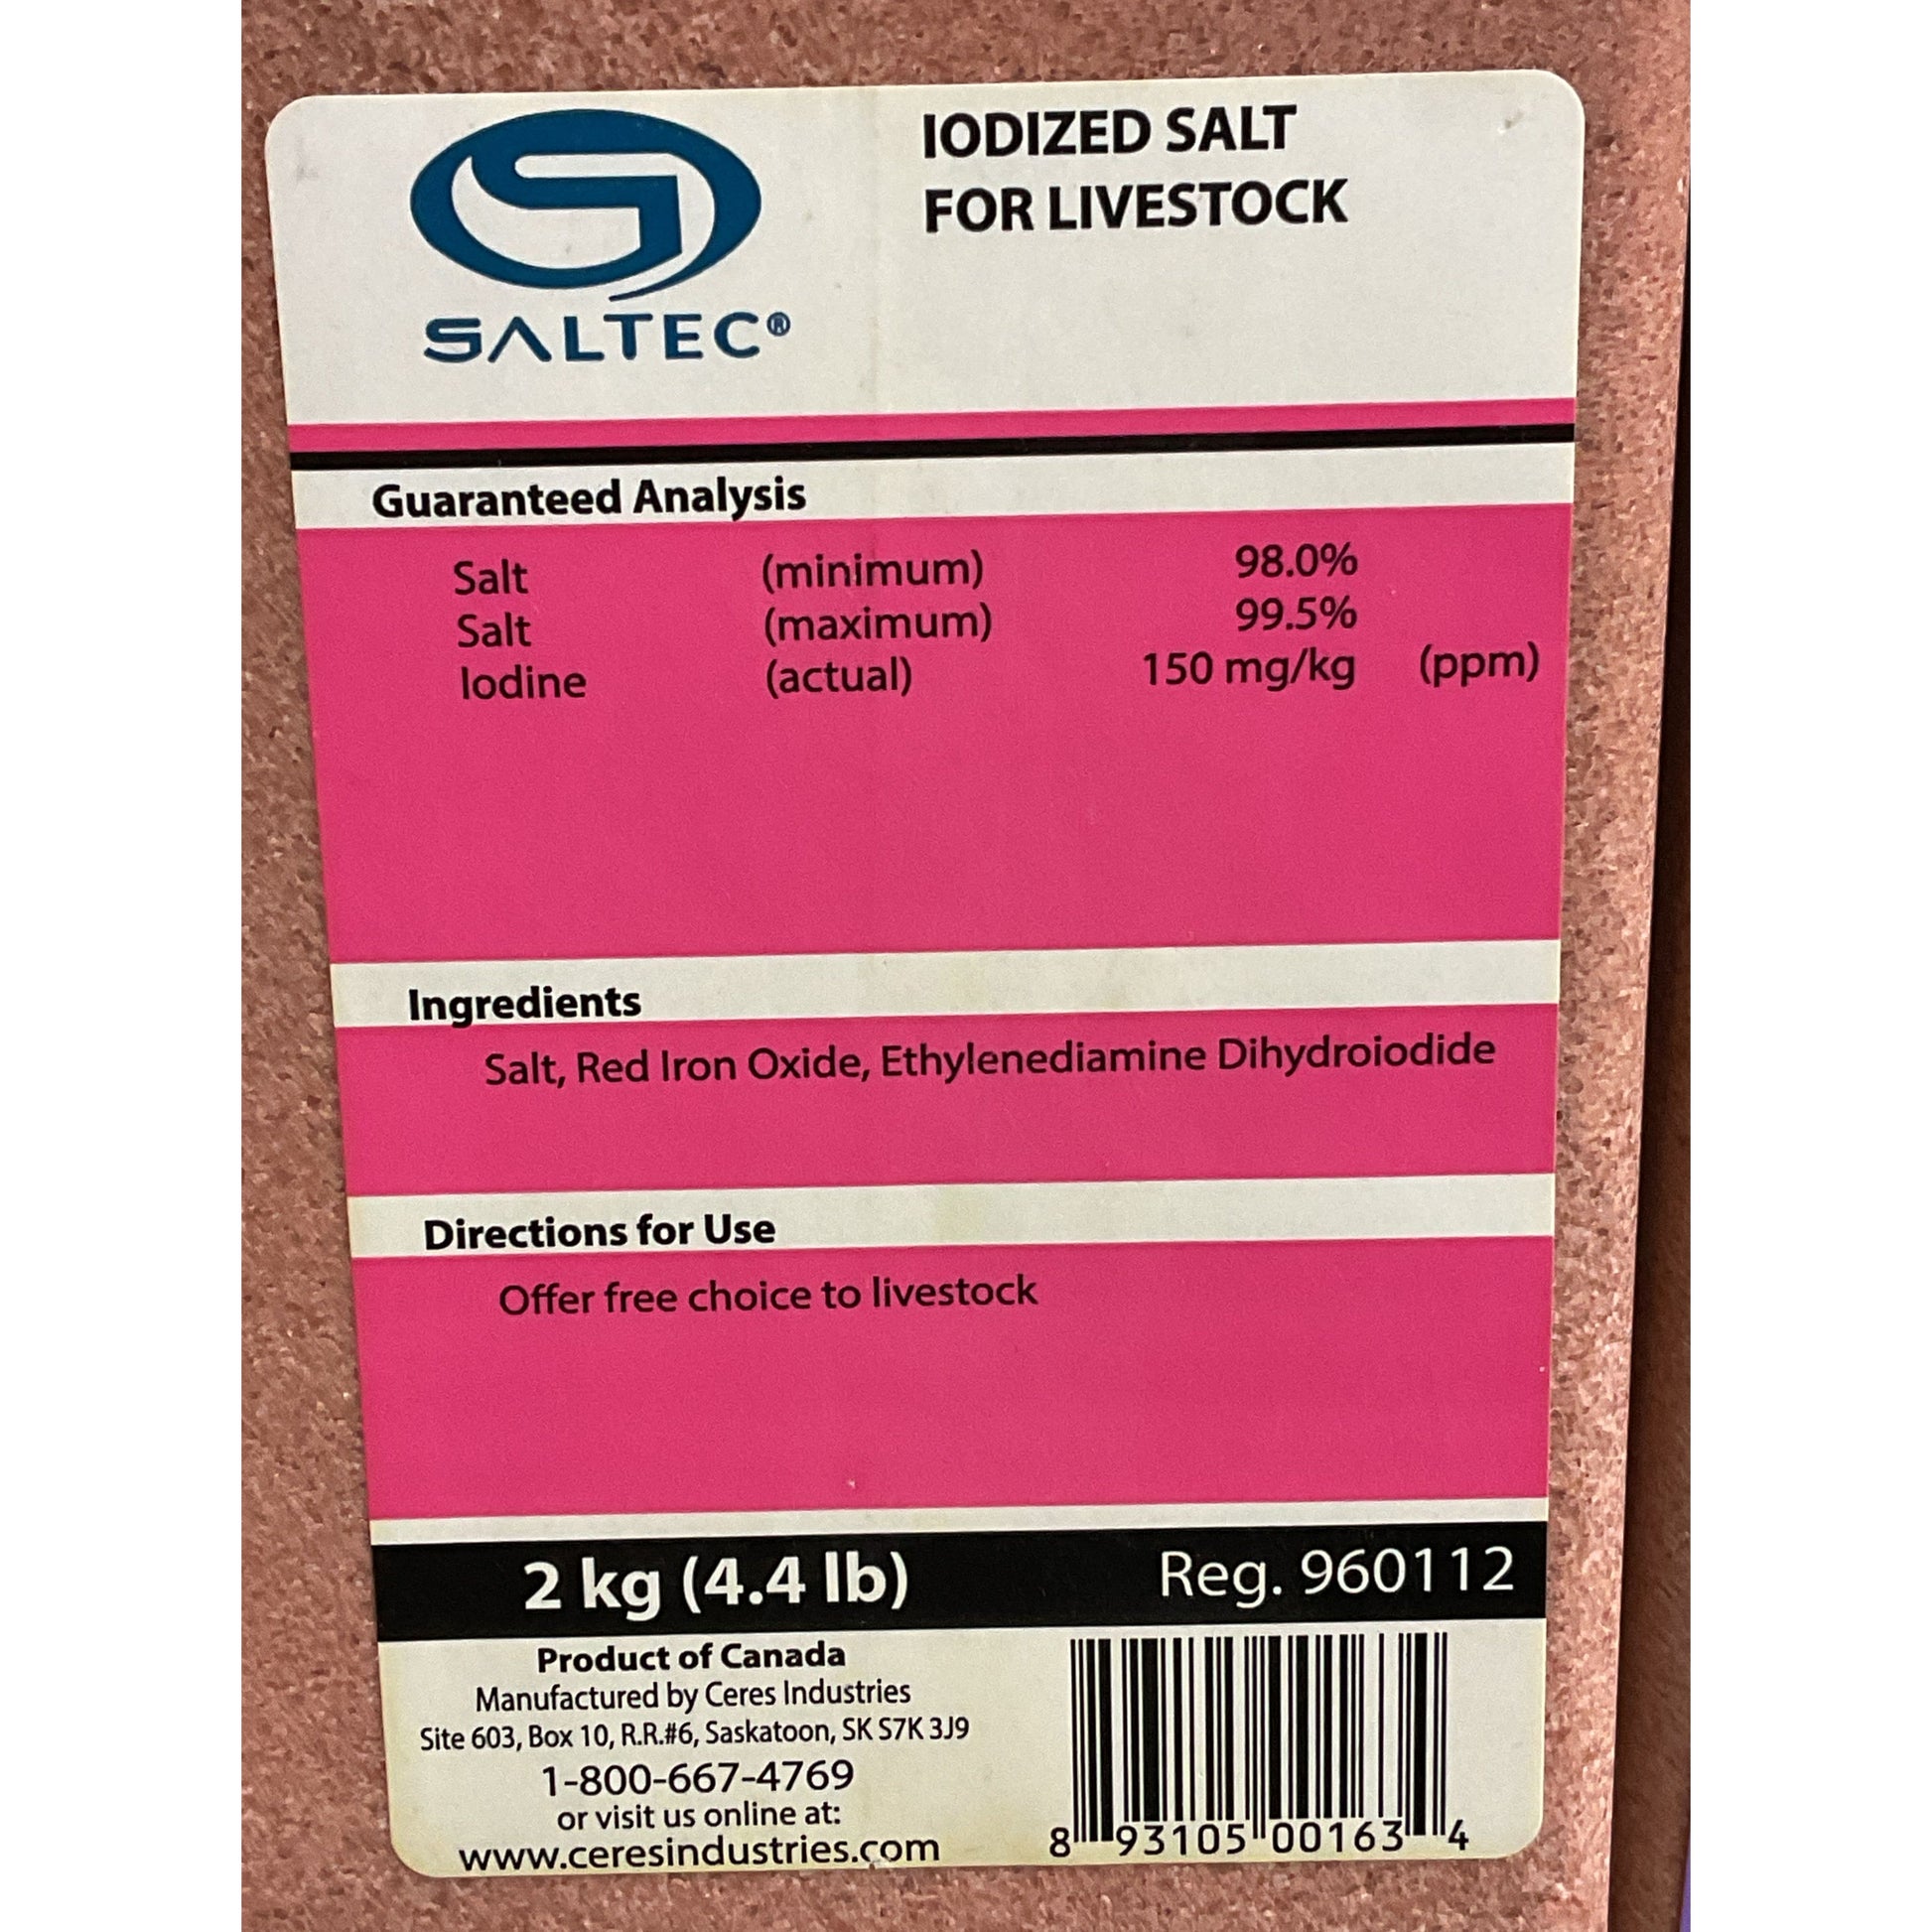 SALTEC®
IODIZED SALT
FOR LIVESTOCK
Guaranteed Analysis
Salt (minimum) 98.0%
Salt (maximum) 99.5%
Iodine (actual) 150 mg/kg (ppm)
Ingredients
Salt, Red Iron Oxide, Ethylenediamine Dihydroiodide
Directions for Use
Offer free choice to livestock
2 kg (4.4 lb) Reg. 960112
Product of Canada
Manufactured by Ceres Industries
Site 603, Box 10, R.R.#6, Saskatoon, SK S7K 3J9
1-800-667-4769
or visit us online at:
www.ceresindustries.com
8 93105 00163 4